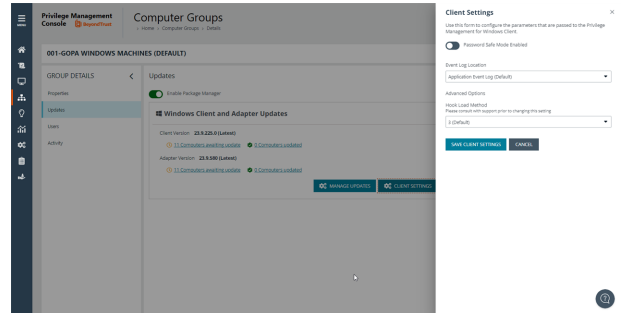 MENU
Privilege Management
Console BeyondTrust
Computer Groups
Home > Computer Groups > Details
001-GOPA WINDOWS MACHINES (DEFAULT)
GROUP DETAILS
Properties
Updates
Users
Activity
Updates
Enable Package Manager
Windows Client and Adapter Updates
Client Version 23.9.225.0 (Latest)
11 Computers awaiting update 0 Computers updated
Adapter Version 23.9.580 (Latest)
11 Computers awaiting update 0 Computers updated
MANAGE UPDATES CLIENT SETTINGS
Client Settings
Use this form to configure the parameters that are passed to the Privilege
Management for Windows Client.
Password Safe Mode Enabled
Event Log Location
Application Event Log (Default)
Advanced Options
Hook Load Method
Please consult with support prior to changing this setting
3 (Default)
SAVE CLIENT SETTINGS CANCEL